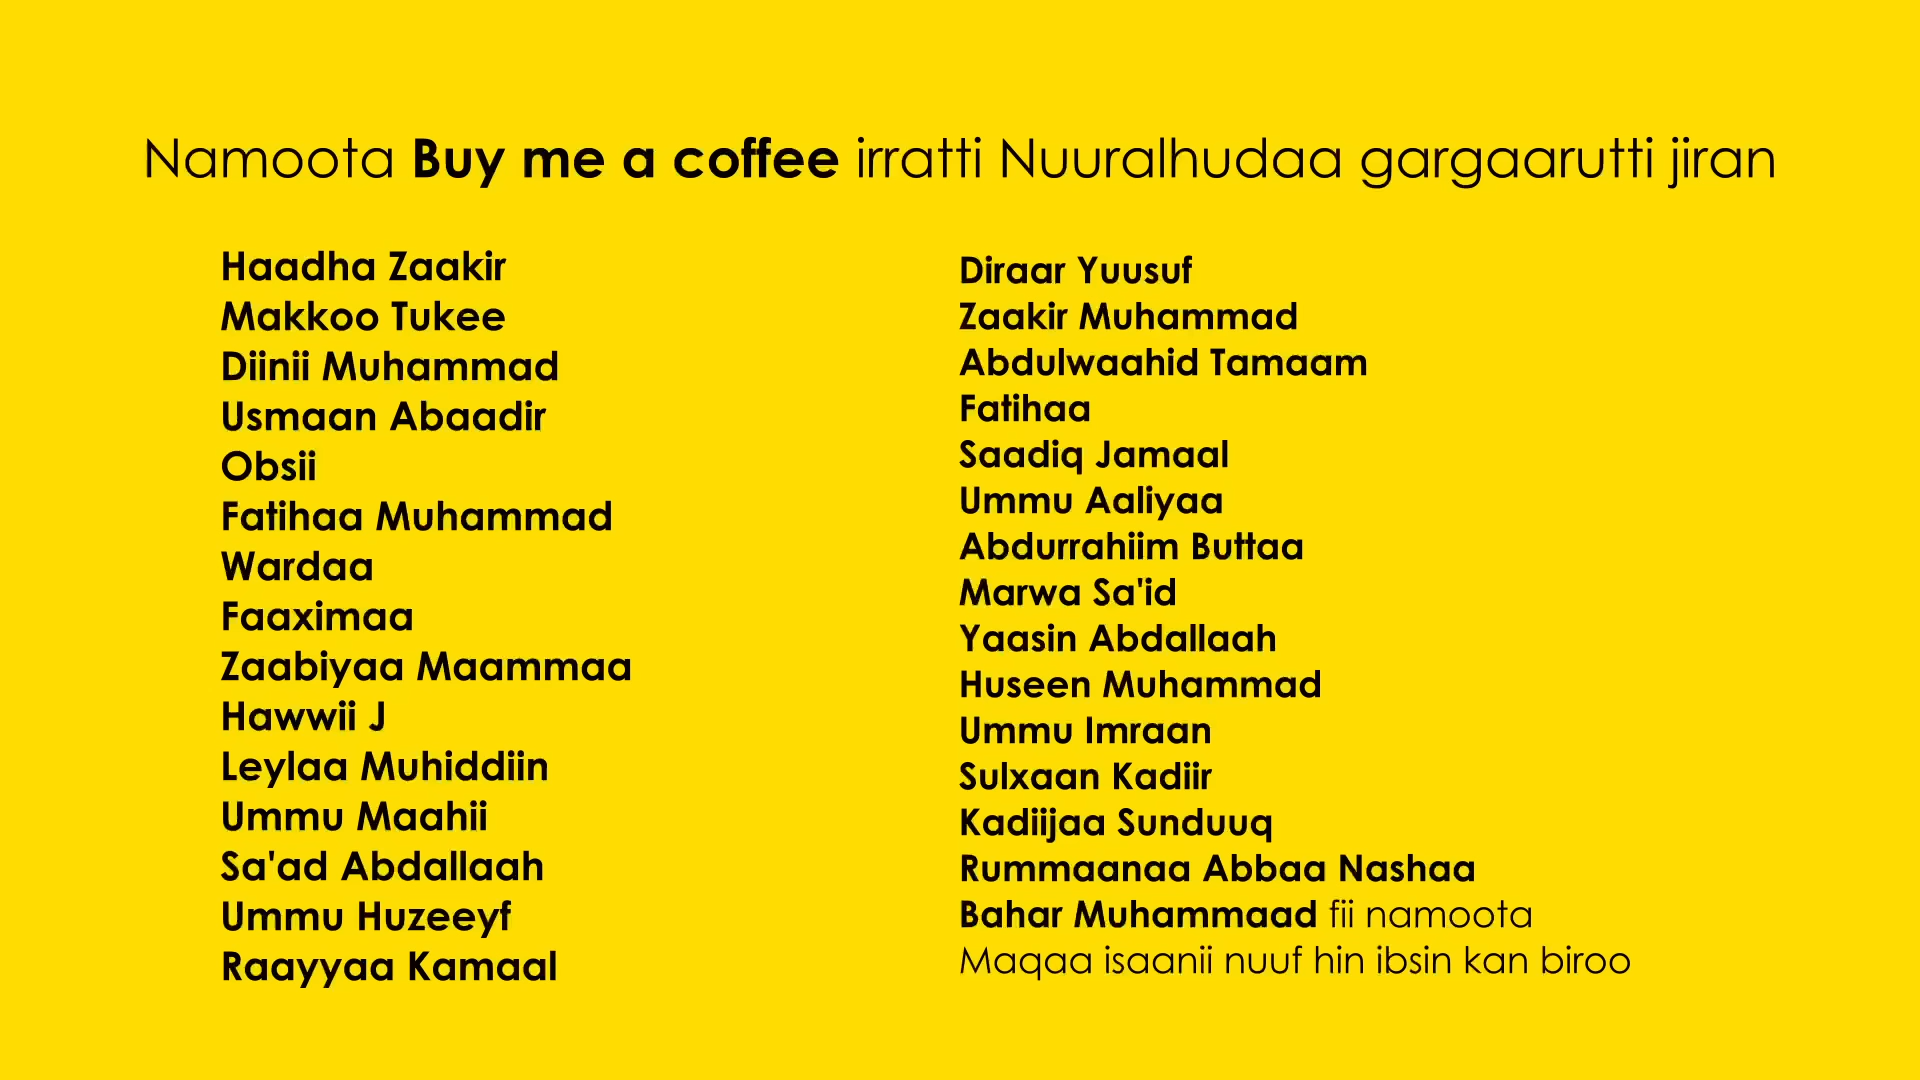 Namoota Buy me a coffee irratti Nuuralhudaa gargaarutti jiran
Haadha Zaakir
Makkoo Tukee
Diinii Muhammad
Usmaan Abaadir
Obsii
Fatihaa Muhammad
Wardaa
Faaximaa
Zaabiyaa Maammaa
Hawwii J
Leylaa Muhiddiin
Ummu Maahii
Sa'ad Abdallaah
Ummu Huzeeyf
Raayyaa Kamaal
Diraar Yuusuf
Zaakir Muhammad
Abdulwaahid Tamaam
Fatihaa
Saadiq Jamaal
Ummu Aaliyaa
Abdurrahiim Buttaa
Marwa Sa'id
Yaasin Abdallaah
Huseen Muhammad
Ummu Imraan
Sulxaan Kadiir
Kadiijaa Sunduuq
Rummaanaa Abbaa Nashaa
Bahar Muhammaad fii namoota
Maqaa isaanii nuuf hin ibsin kan biroo